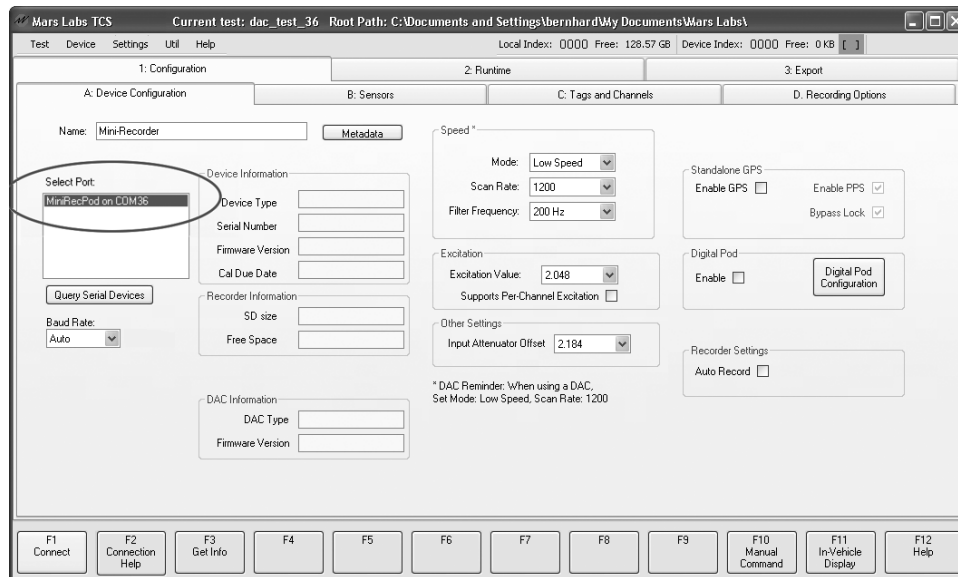 Mars Labs TCS Current test: dac_test_36 Root Path: C:\Documents and Settings\bernhard\My Documents\Mars Labs\
Test Device Settings Util Help Local Index: 0000 Free: 128.57 GB Device Index: 0000 Free: 0 KB [ ]
1: Configuration 2: Runtime 3: Export
A: Device Configuration B: Sensors C: Tags and Channels D. Recording Options
Name: Mini-Recorder Metadata
Select Port:
MiniRecPod on COM36
Query Serial Devices
Baud Rate:
Auto
Device Information
Device Type
Serial Number
Firmware Version
Cal Due Date
Recorder Information
SD size
Free Space
DAC Information
DAC Type
Firmware Version
Speed *
Mode: Low Speed
Scan Rate: 1200
Filter Frequency: 200 Hz
Excitation
Excitation Value: 2.048
Supports Per-Channel Excitation
Other Settings
Input Attenuator Offset 2.184
* DAC Reminder: When using a DAC,
Set Mode: Low Speed, Scan Rate: 1200
Standalone GPS
Enable GPS Enable PPS
Bypass Lock
Digital Pod
Enable Digital Pod
Configuration
Recorder Settings
Auto Record
F1
Connect
F2
Connection
Help
F3
Get Info
F4
F5
F6
F7
F8
F9
F10
Manual
Command
F11
In-Vehicle
Display
F12
Help